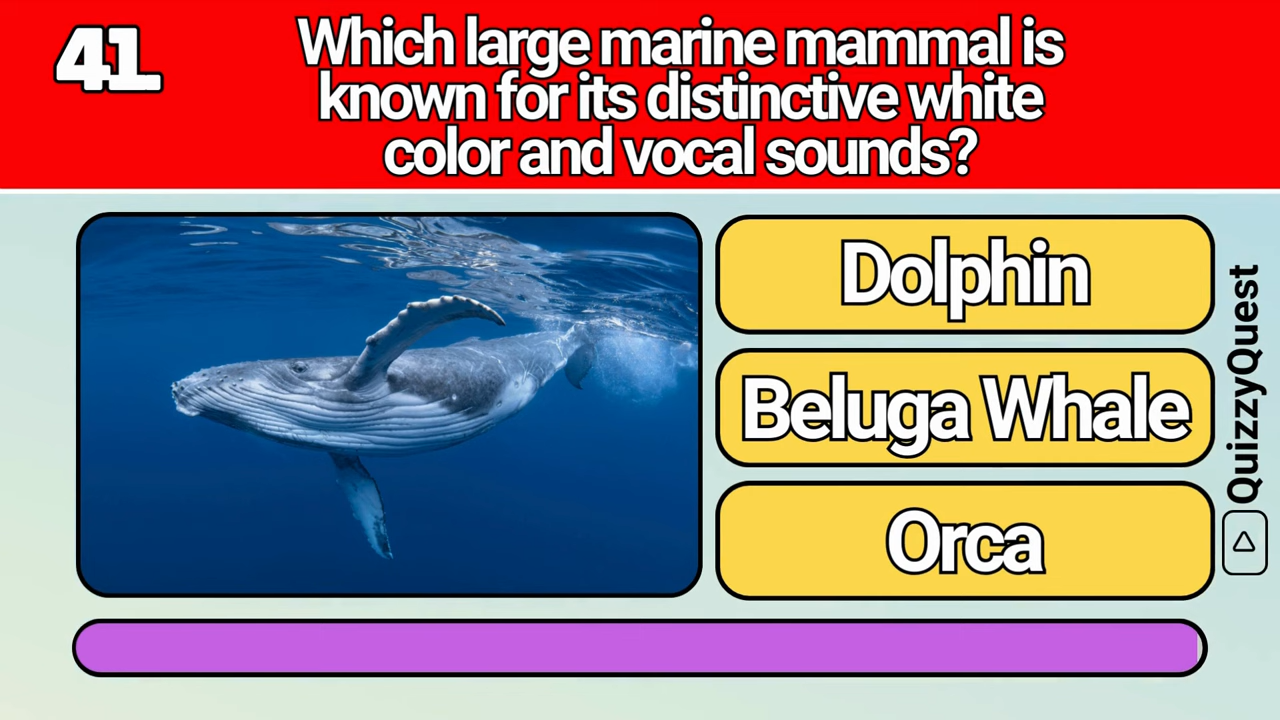 41
Which large marine mammal is
known for its distinctive white
color and vocal sounds?
Dolphin
Beluga Whale
Orca
QuizzyQuest